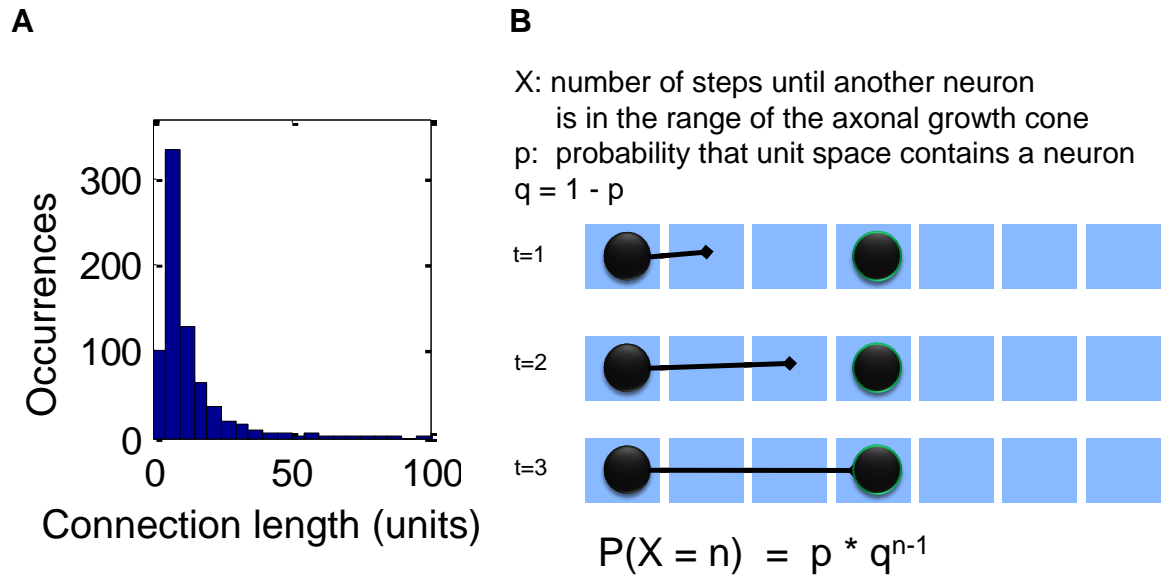 A
B
Occurrences
300
200
100
0
0
50
100
Connection length (units)
X: number of steps until another neuron
is in the range of the axonal growth cone
p: probability that unit space contains a neuron
q = 1 - p
t=1
t=2
t=3
P(X = n) = p * qⁿ⁻¹